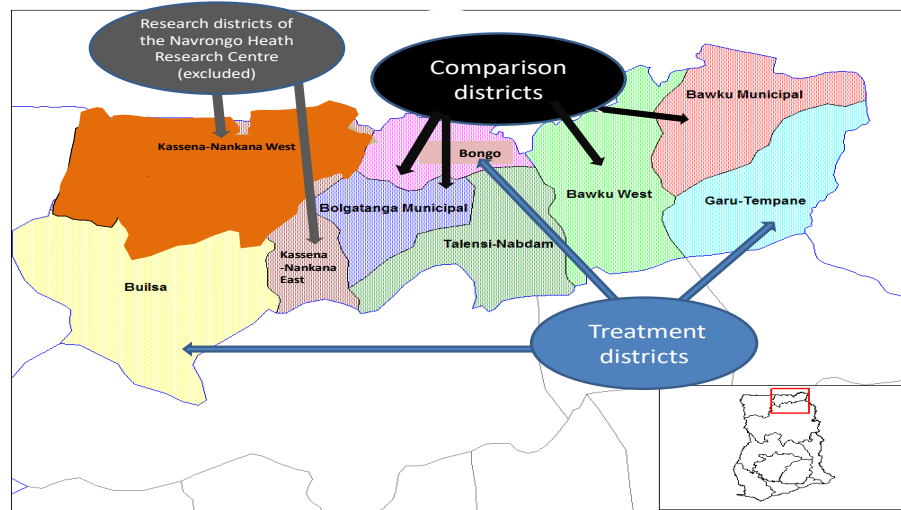 Research districts of
the Navrongo Heath
Research Centre
(excluded)
Comparison
districts
Bawku Municipal
Kassena-Nankana West
Bongo
Bawku West
Garu-Tempane
Bolgatanga Municipal
Talensi-Nabdam
Kassena
-Nankana
East
Builsa
Treatment
districts